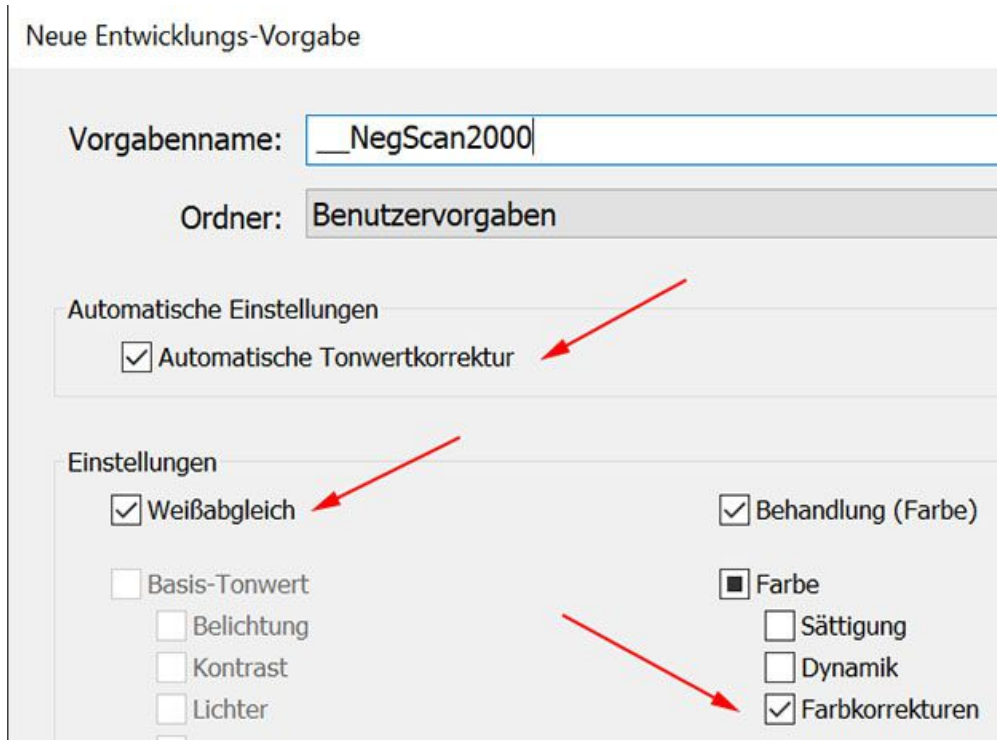 Neue Entwicklungs-Vorgabe
Vorgabenname: __NegScan2000
Ordner: Benutzervorgaben
Automatische Einstellungen
Automatische Tonwertkorrektur
Einstellungen
Weißabgleich
Behandlung (Farbe)
Basis-Tonwert
Farbe
Belichtung
Sättigung
Kontrast
Dynamik
Lichter
Farbkorrekturen